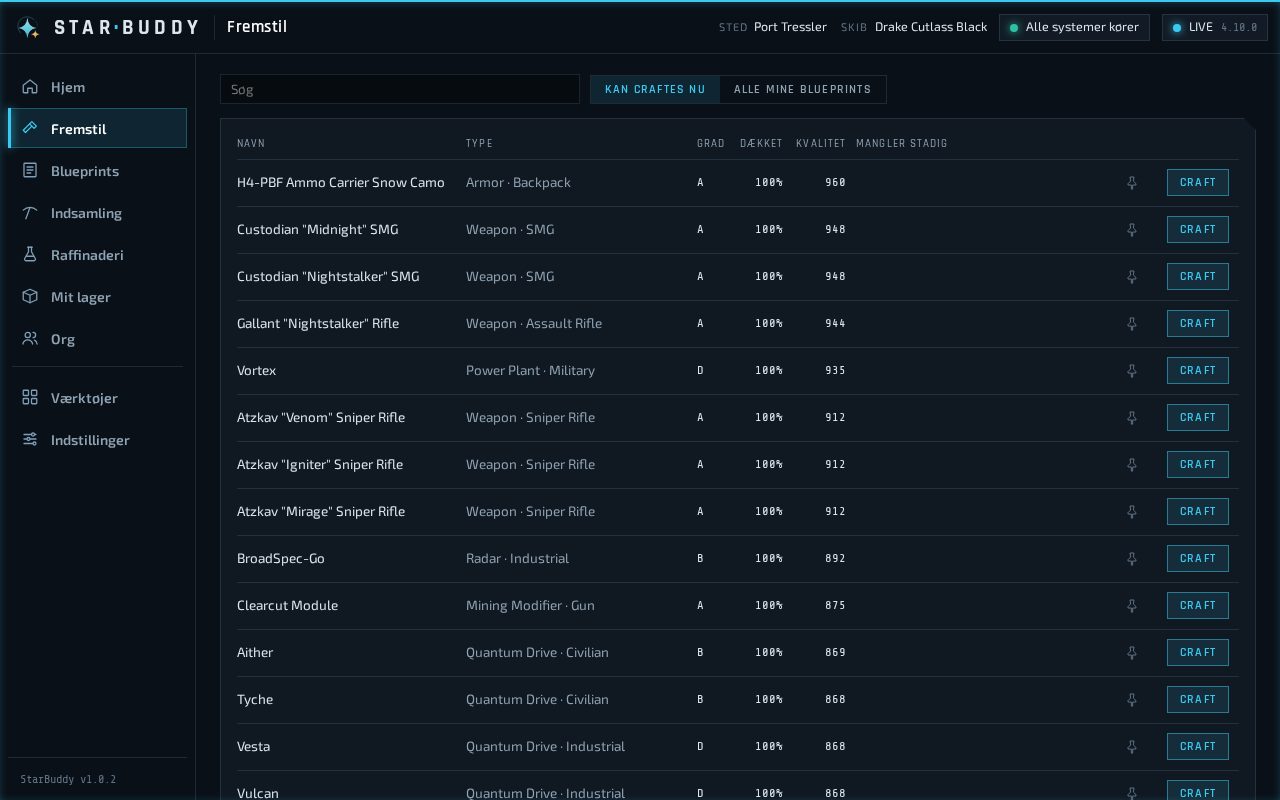 STAR·BUDDY
Fremstil
STED Port Tressler SKIB Drake Cutlass Black Alle systemer kører LIVE 4.10.0
Hjem
Fremstil
Blueprints
Indsamling
Raffinaderi
Mit lager
Org
Værktøjer
Indstillinger
StarBuddy v1.0.2
Søg
KAN CRAFTES NU ALLE MINE BLUEPRINTS
NAVN TYPE GRAD DÆKKET KVALITET MANGLER STADIG
H4-PBF Ammo Carrier Snow Camo Armor · Backpack A 100% 960 CRAFT
Custodian "Midnight" SMG Weapon · SMG A 100% 948 CRAFT
Custodian "Nightstalker" SMG Weapon · SMG A 100% 948 CRAFT
Gallant "Nightstalker" Rifle Weapon · Assault Rifle A 100% 944 CRAFT
Vortex Power Plant · Military D 100% 935 CRAFT
Atzkav "Venom" Sniper Rifle Weapon · Sniper Rifle A 100% 912 CRAFT
Atzkav "Igniter" Sniper Rifle Weapon · Sniper Rifle A 100% 912 CRAFT
Atzkav "Mirage" Sniper Rifle Weapon · Sniper Rifle A 100% 912 CRAFT
BroadSpec-Go Radar · Industrial B 100% 892 CRAFT
Clearcut Module Mining Modifier · Gun A 100% 875 CRAFT
Aither Quantum Drive · Civilian B 100% 869 CRAFT
Tyche Quantum Drive · Civilian B 100% 868 CRAFT
Vesta Quantum Drive · Industrial D 100% 868 CRAFT
Vulcan Quantum Drive · Industrial D 100% 868 CRAFT